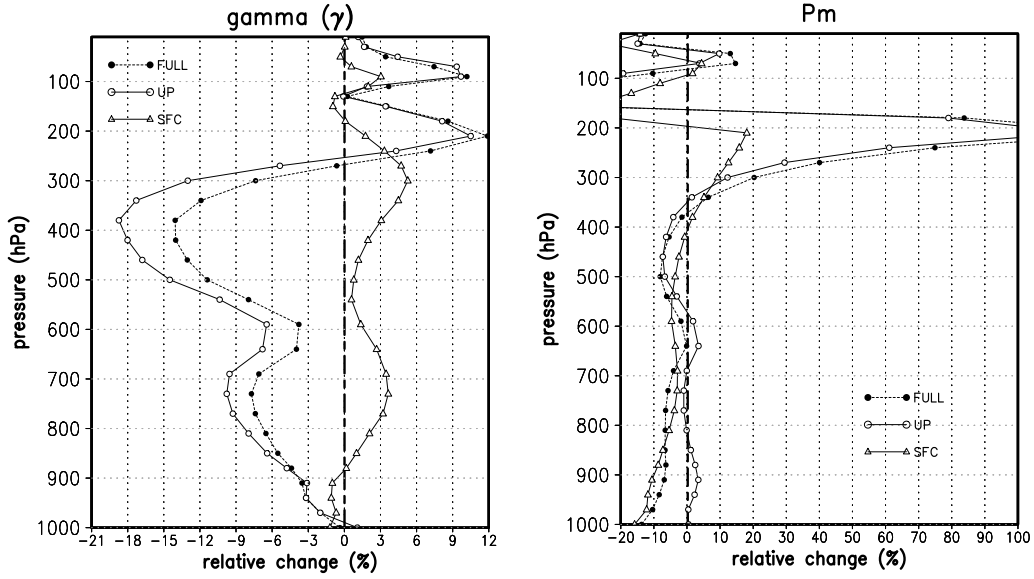 gamma (γ)
100
200
300
400
500
600
700
800
900
1000
pressure (hPa)
FULL
UP
SFC
-21 -18 -15 -12 -9 -6 -3 0 3 6 9 12
relative change (%)
Pm
100
200
300
400
500
600
700
800
900
1000
pressure (hPa)
FULL
UP
SFC
-20 -10 0 10 20 30 40 50 60 70 80 90 100
relative change (%)